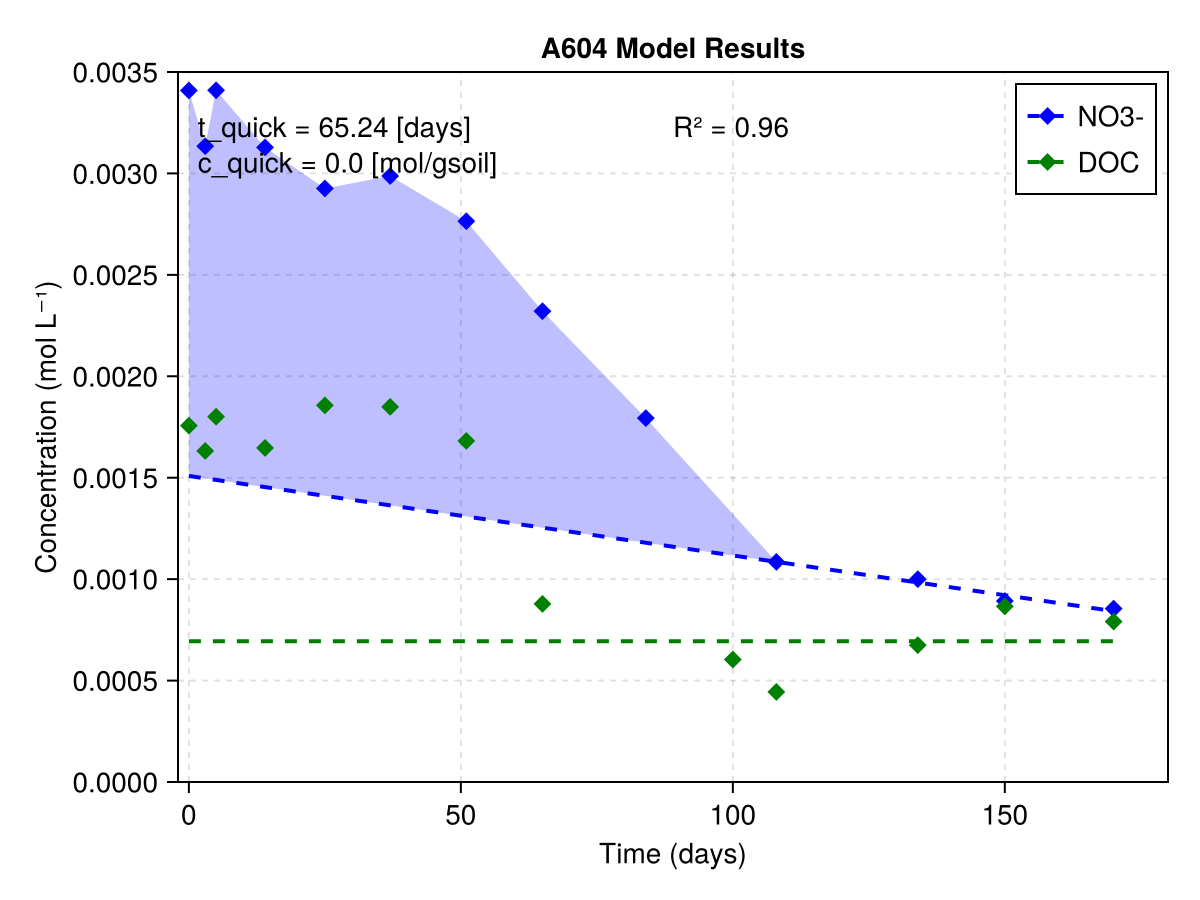 A604 Model Results
t_quick = 65.24 [days]
c_quick = 0.0 [mol/gsoil]
R² = 0.96
NO3-
DOC
Concentration (mol L⁻¹)
0.0035
0.0030
0.0025
0.0020
0.0015
0.0010
0.0005
0.0000
0
50
100
150
Time (days)